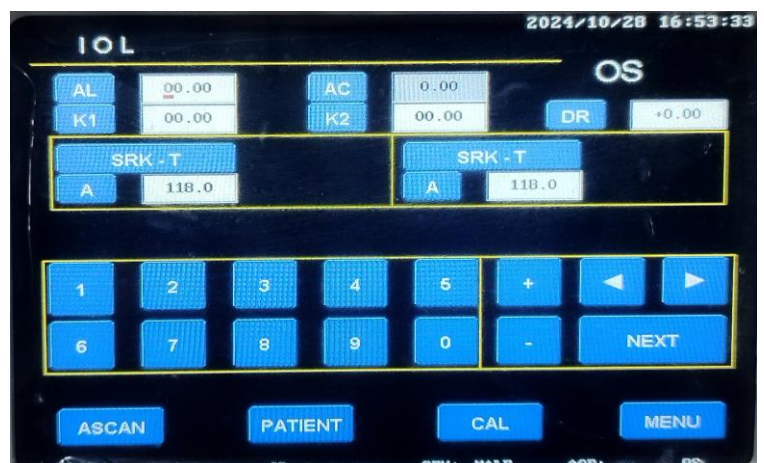 2024/10/28 16:53:33
IOL
OS
AL 00.00 AC 0.00
K1 00.00 K2 00.00 DR +0.00
SRK-T SRK-T
A 118.0 A 118.0
1 2 3 4 5 + ◀ ▶
6 7 8 9 0 - NEXT
ASCAN PATIENT CAL MENU